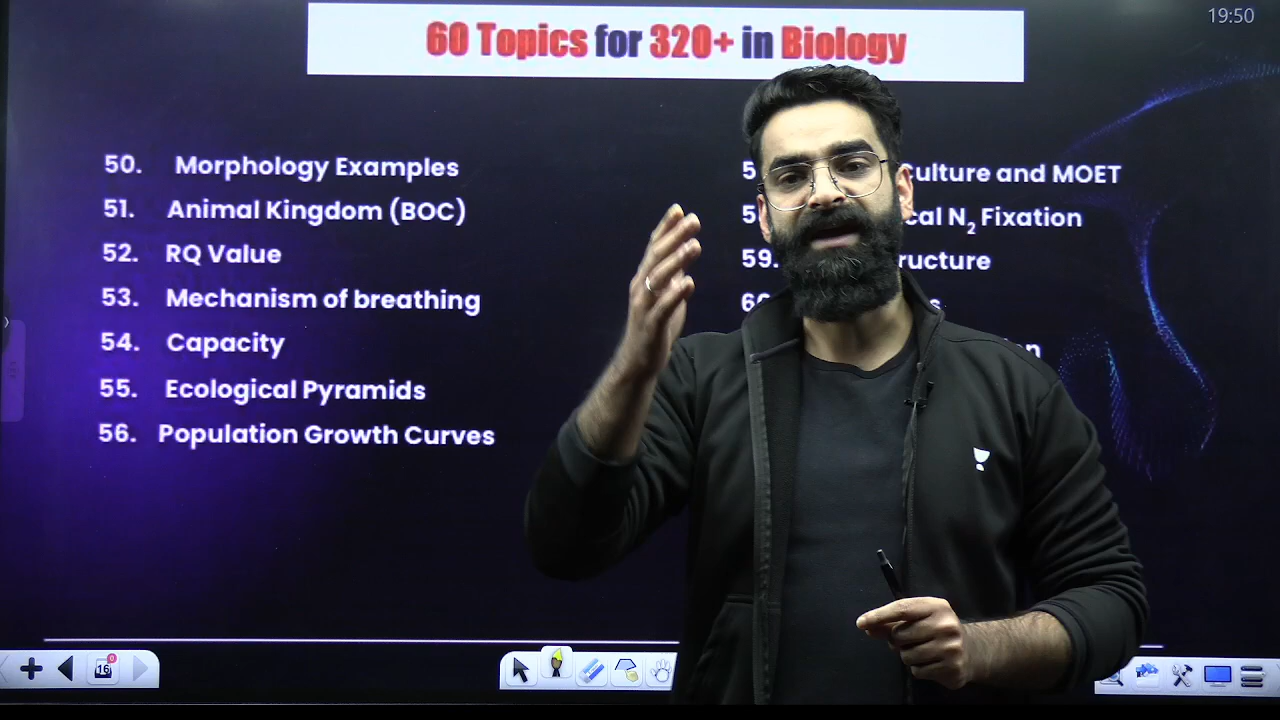 19:50
60 Topics for 320+ in Biology
50. Morphology Examples
51. Animal Kingdom (BOC)
52. RQ Value
53. Mechanism of breathing
54. Capacity
55. Ecological Pyramids
56. Population Growth Curves
culture and MOET
cal N₂ Fixation
59. ructure
16